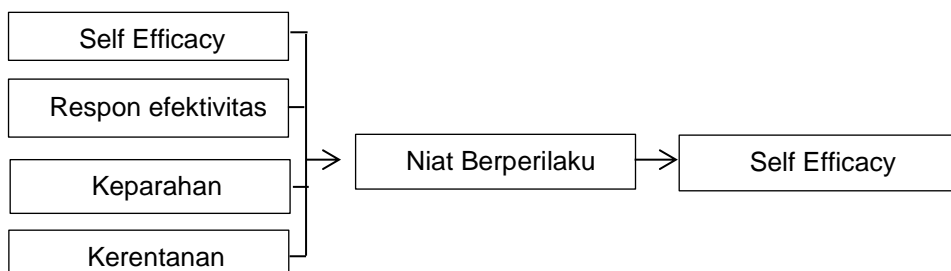 Self Efficacy
Respon efektivitas
Keparahan
Kerentanan
Niat Berperilaku
Self Efficacy